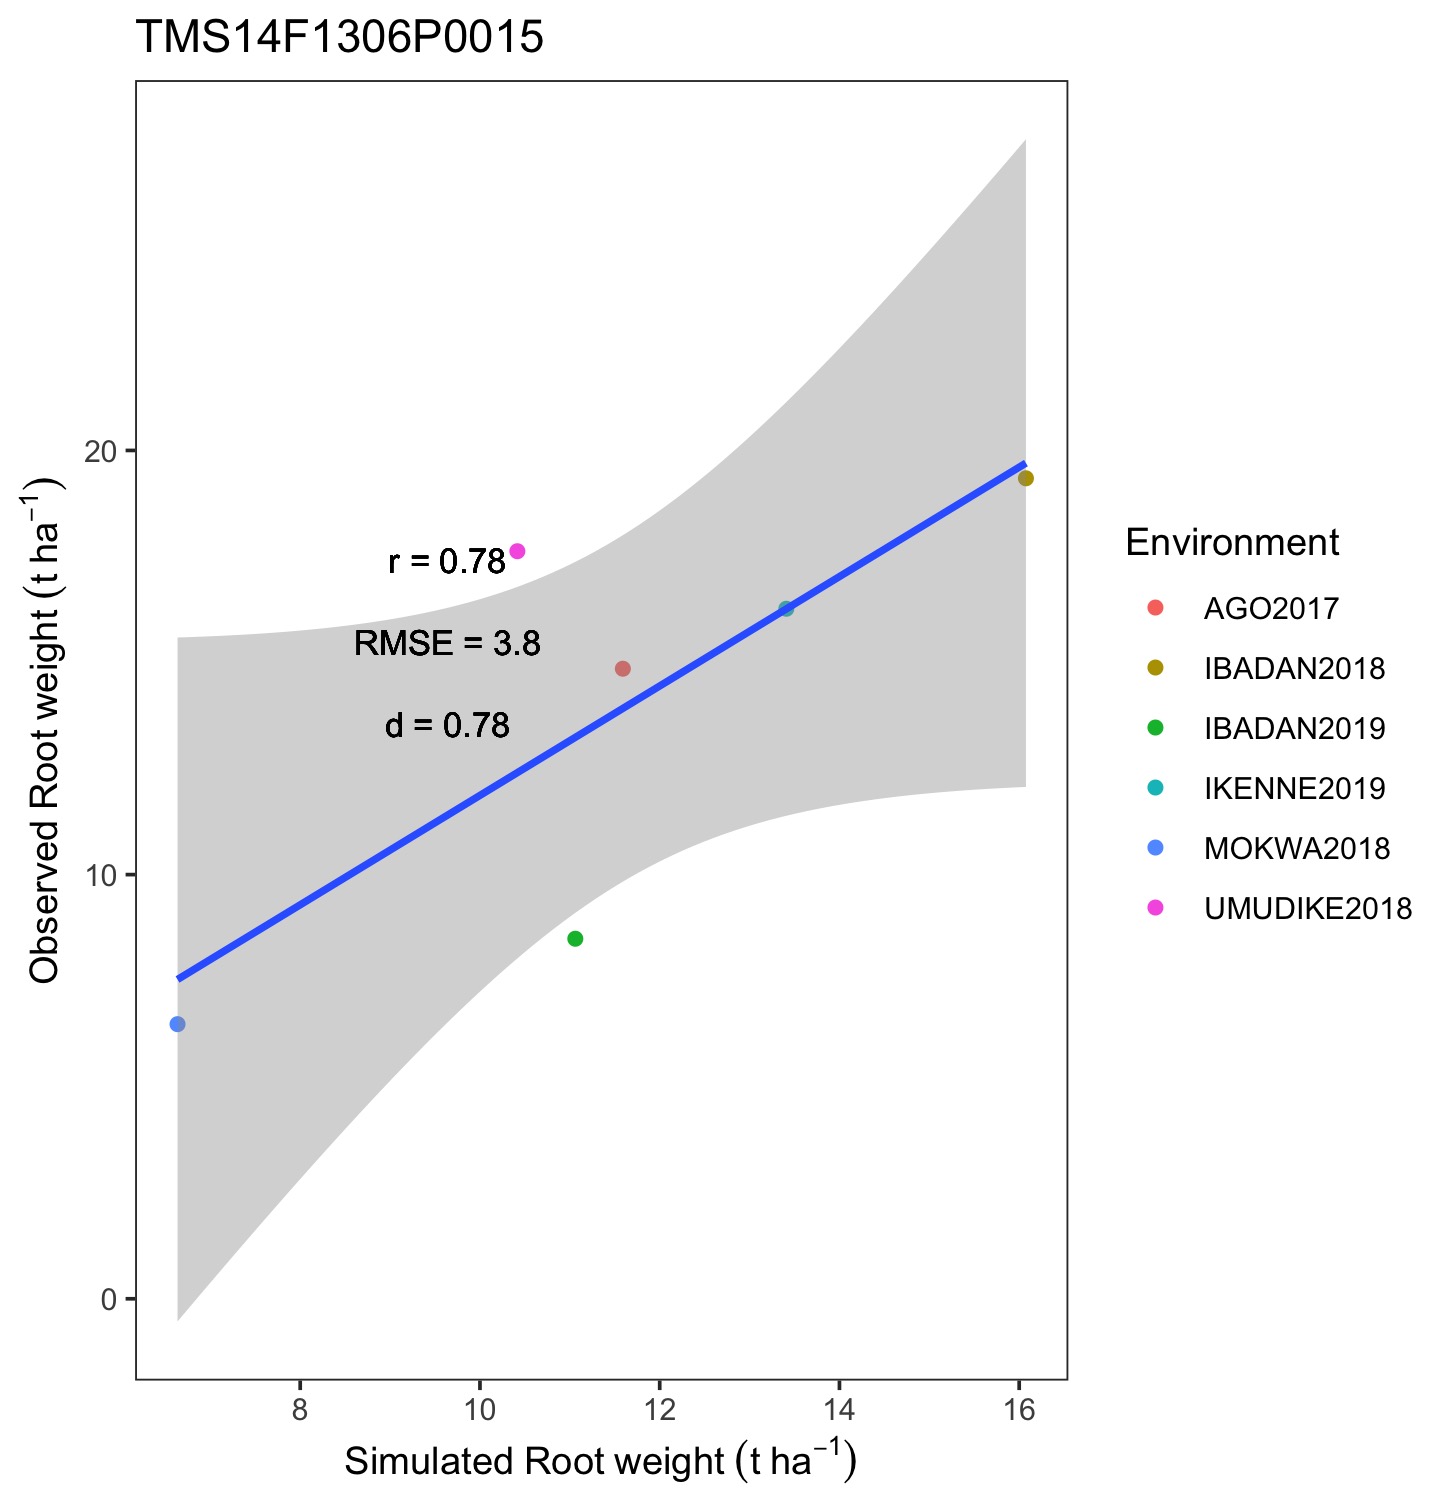 TMS14F1306P0015
Observed Root weight (t ha⁻¹)
20
10
0
r = 0.78
RMSE = 3.8
d = 0.78
8 10 12 14 16
Simulated Root weight (t ha⁻¹)
Environment
AGO2017
IBADAN2018
IBADAN2019
IKENNE2019
MOKWA2018
UMUDIKE2018